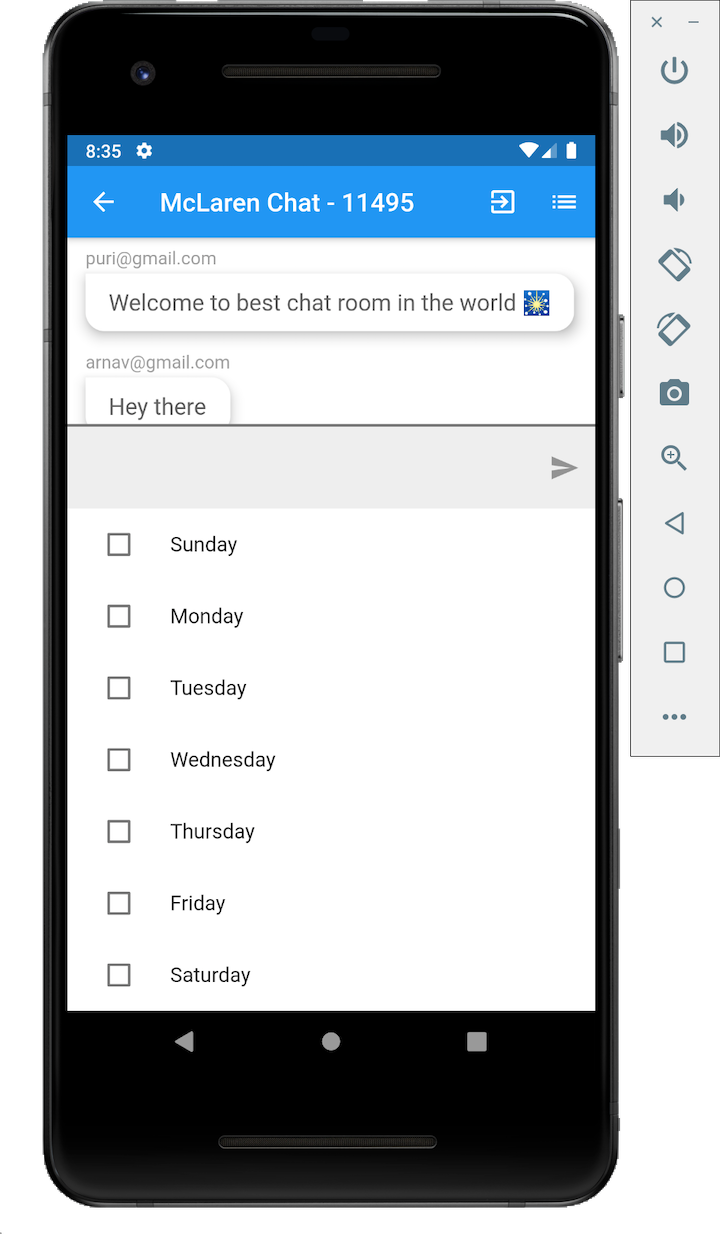 8:35
McLaren Chat - 11495
puri@gmail.com
Welcome to best chat room in the world 🎇
arnav@gmail.com
Hey there
Sunday
Monday
Tuesday
Wednesday
Thursday
Friday
Saturday